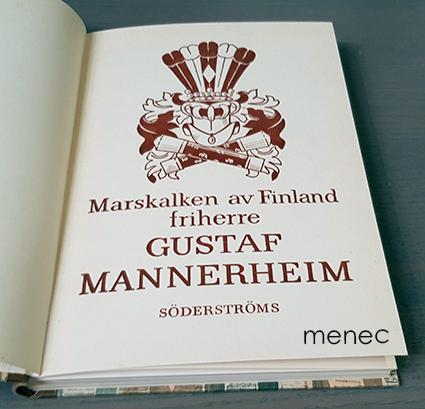 Marskalken av Finland
friherre
GUSTAF
MANNERHEIM
SÖDERSTRÖMS
menec